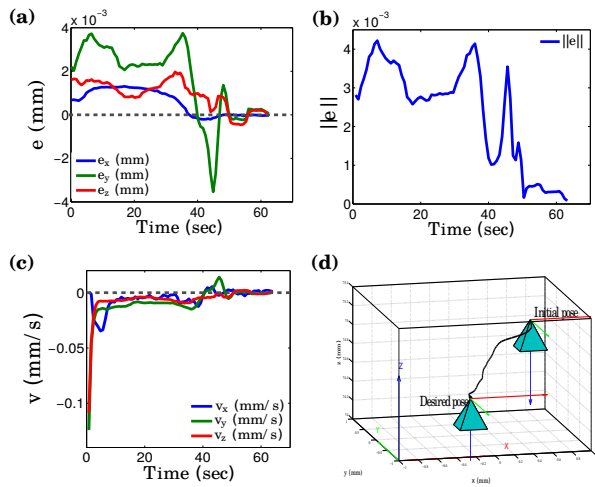 (a)
x 10⁻³
4
2
0
−2
−4
e (mm)
eₓ (mm)
e_y (mm)
e_z (mm)
0 20 40 60
Time (sec)
(b)
x 10⁻³
4
3
2
1
0
||e||
||e||
0 20 40 60
Time (sec)
(c)
0
−0.05
−0.1
v (mm/s)
vₓ (mm/s)
v_y (mm/s)
v_z (mm/s)
0 20 40 60
Time (sec)
(d)
Initial pose
Desired pose
Z
Y
X
z (mm)
y (mm)
x (mm)